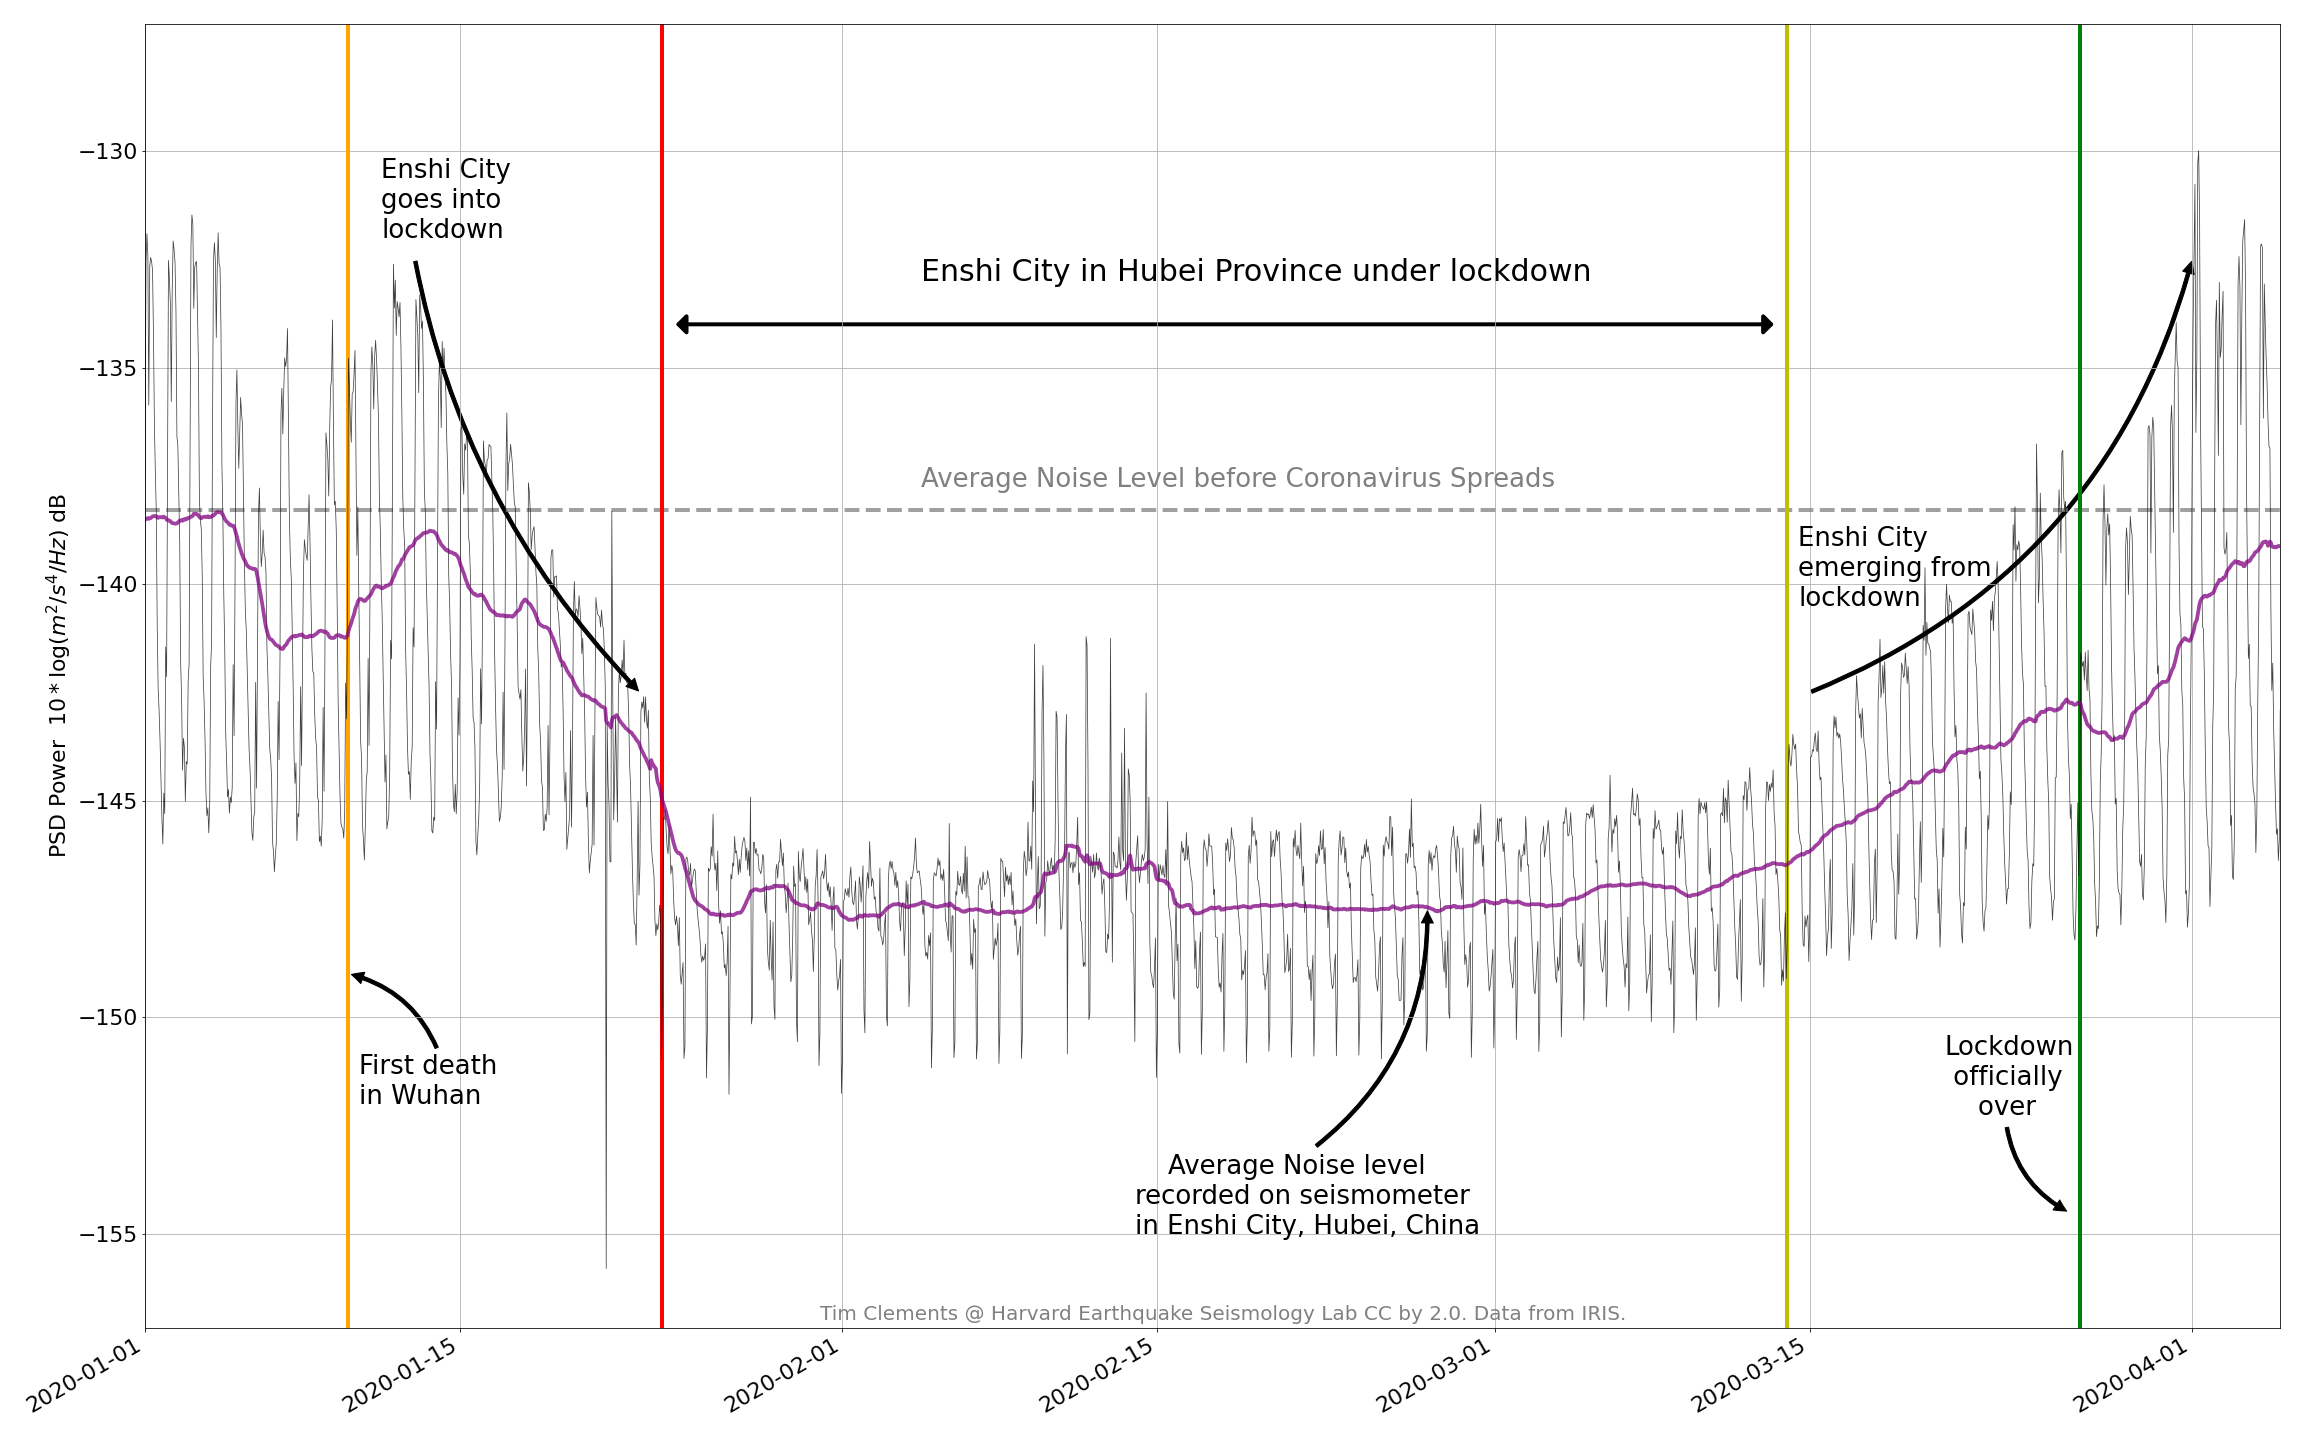 −130
Enshi City
goes into
lockdown
Enshi City in Hubei Province under lockdown
−135
Average Noise Level before Coronavirus Spreads
Enshi City
emerging from
lockdown
−140
PSD Power 10 * log(m²/s⁴/Hz) dB
−145
−150
First death
in Wuhan
Lockdown
officially
over
Average Noise level
recorded on seismometer
in Enshi City, Hubei, China
−155
Tim Clements @ Harvard Earthquake Seismology Lab CC by 2.0. Data from IRIS.
2020-01-01
2020-01-15
2020-02-01
2020-02-15
2020-03-01
2020-03-15
2020-04-01